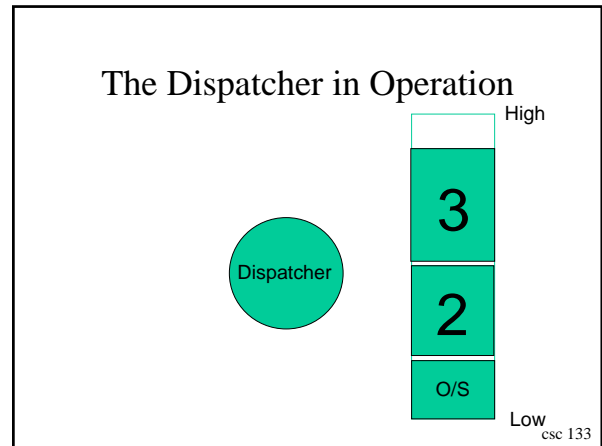 The Dispatcher in Operation
High
3
Dispatcher
2
O/S
Low
csc 133